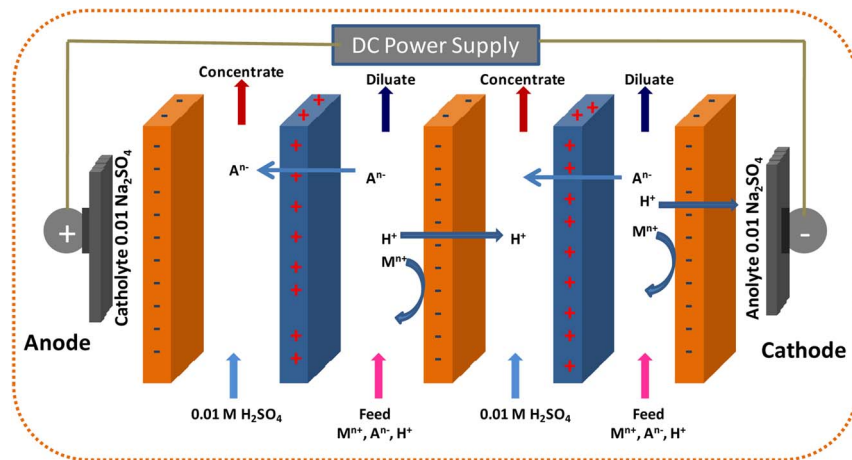 DC Power Supply
Concentrate
Diluate
Concentrate
Diluate
+
Anode
Catholyte 0.01 Na₂SO₄
Aⁿ⁻
Aⁿ⁻
H⁺
Mⁿ⁺
H⁺
Aⁿ⁻
H⁺
Mⁿ⁺
Anolyte 0.01 Na₂SO₄
-
Cathode
0.01 M H₂SO₄
Feed
Mⁿ⁺, Aⁿ⁻, H⁺
0.01 M H₂SO₄
Feed
Mⁿ⁺, Aⁿ⁻, H⁺